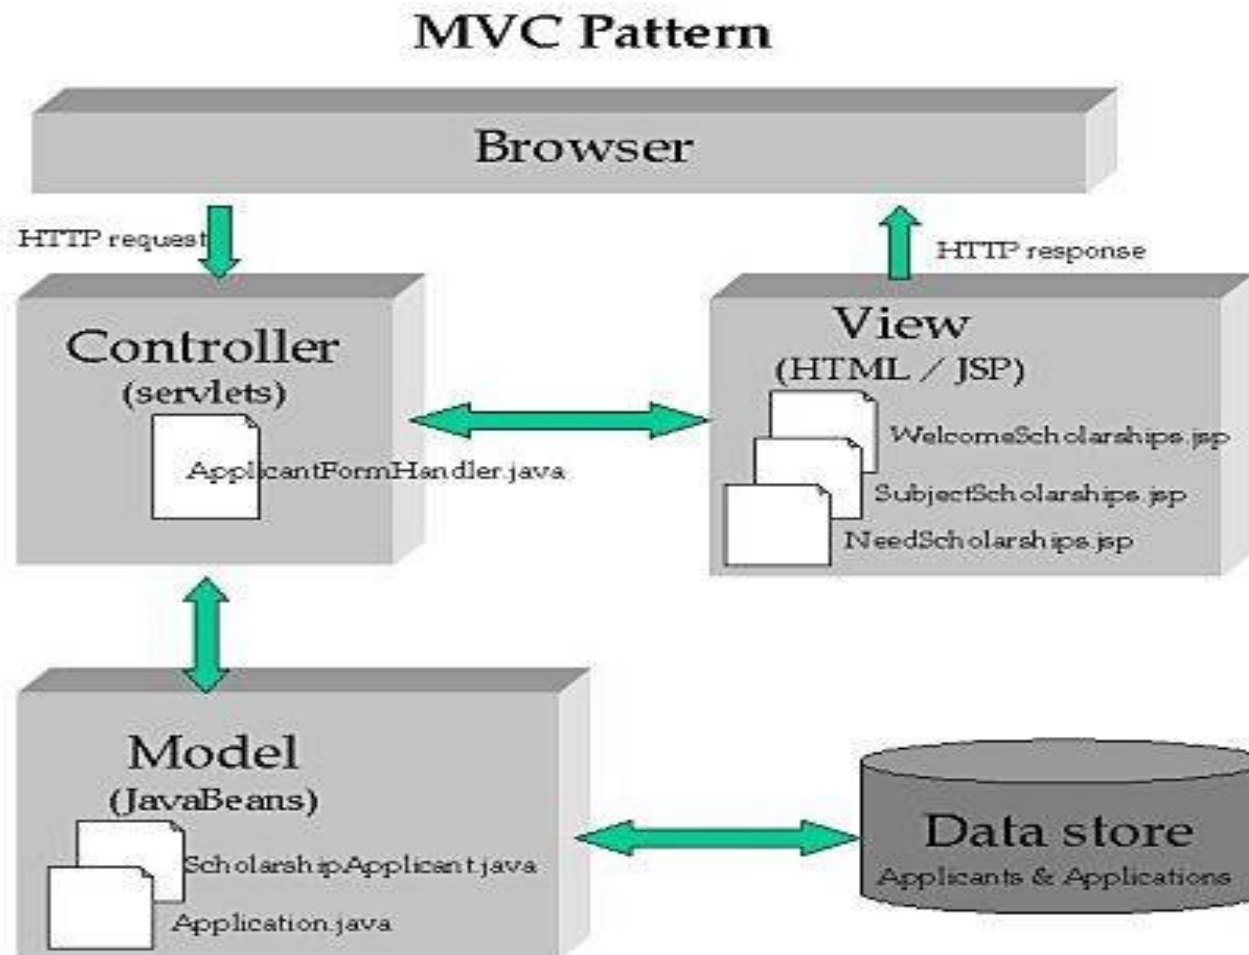 MVC Pattern
Browser
HTTP request
HTTP response
Controller
(servlets)
ApplicantFormHandler.java
View
(HTML / JSP)
WelcomeScholarships.jsp
SubjectScholarships.jsp
NeedScholarships.jsp
Model
(JavaBeans)
ScholarshipApplicant.java
Application.java
Data store
Applicants & Applications